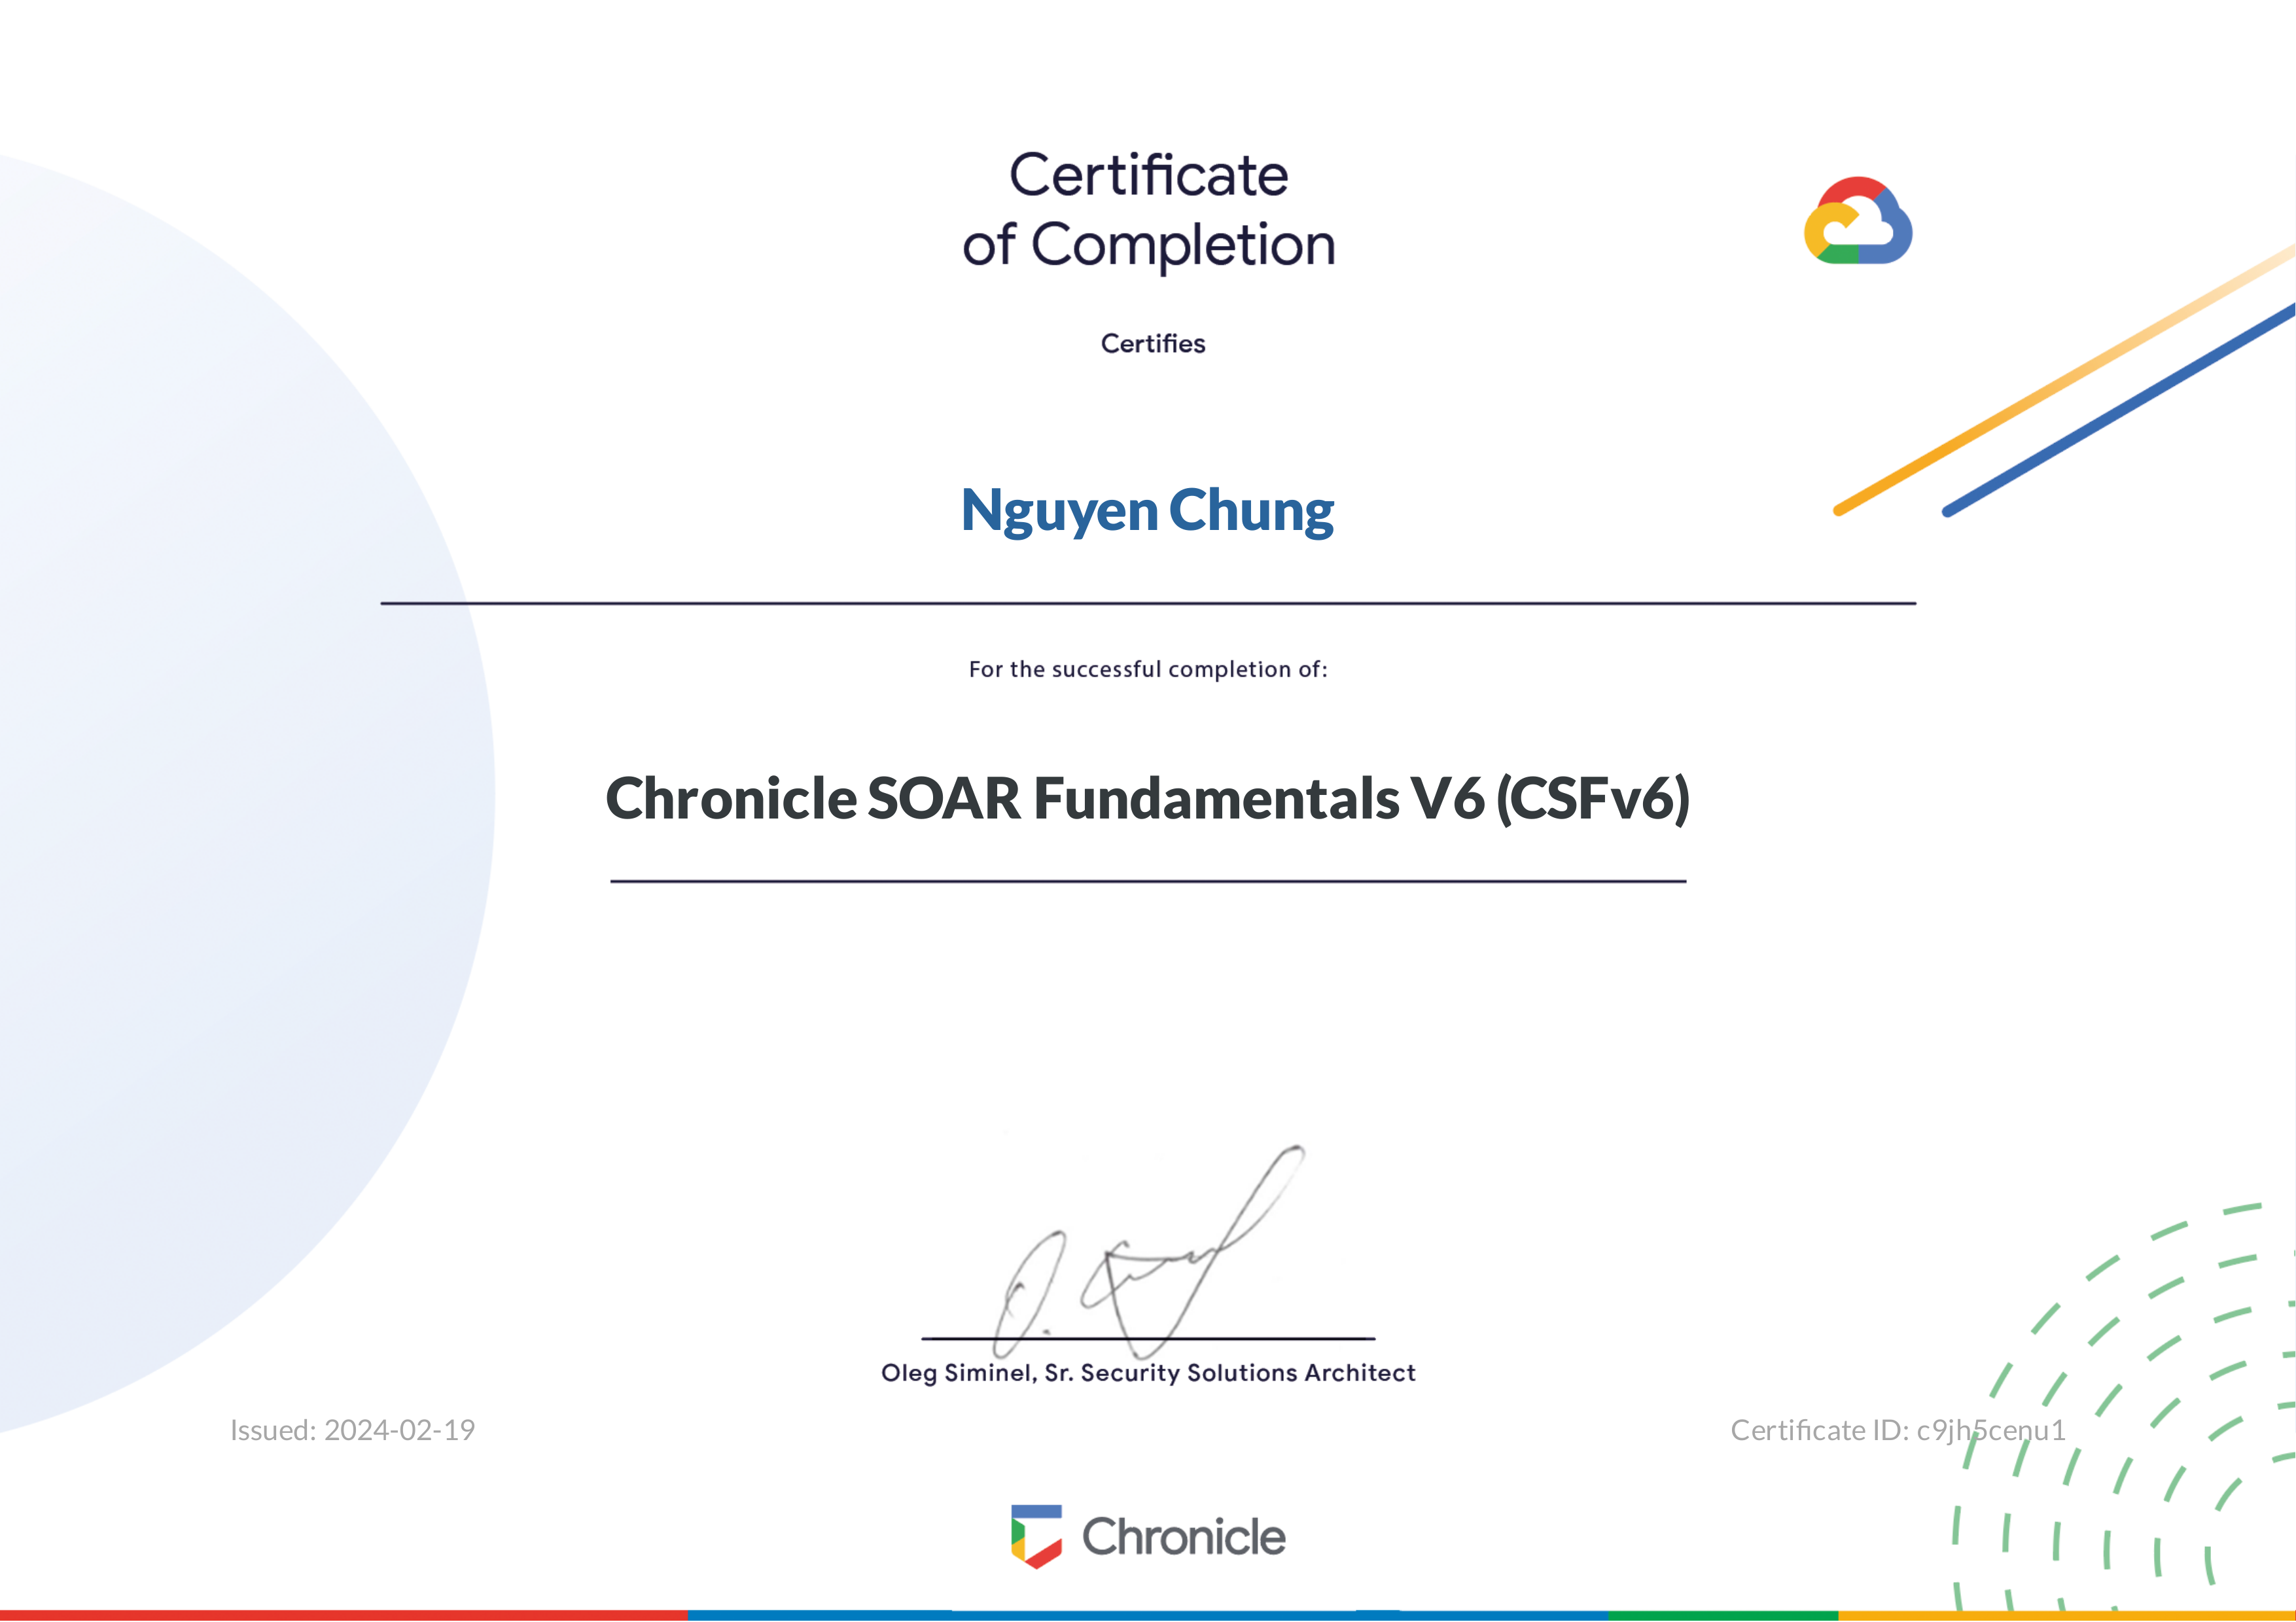 Certificate
of Completion
Certifies
Nguyen Chung
For the successful completion of:
Chronicle SOAR Fundamentals V6 (CSFv6)
Oleg Siminel, Sr. Security Solutions Architect
Issued: 2024-02-19
Certificate ID: c9jh5cenu1
Chronicle